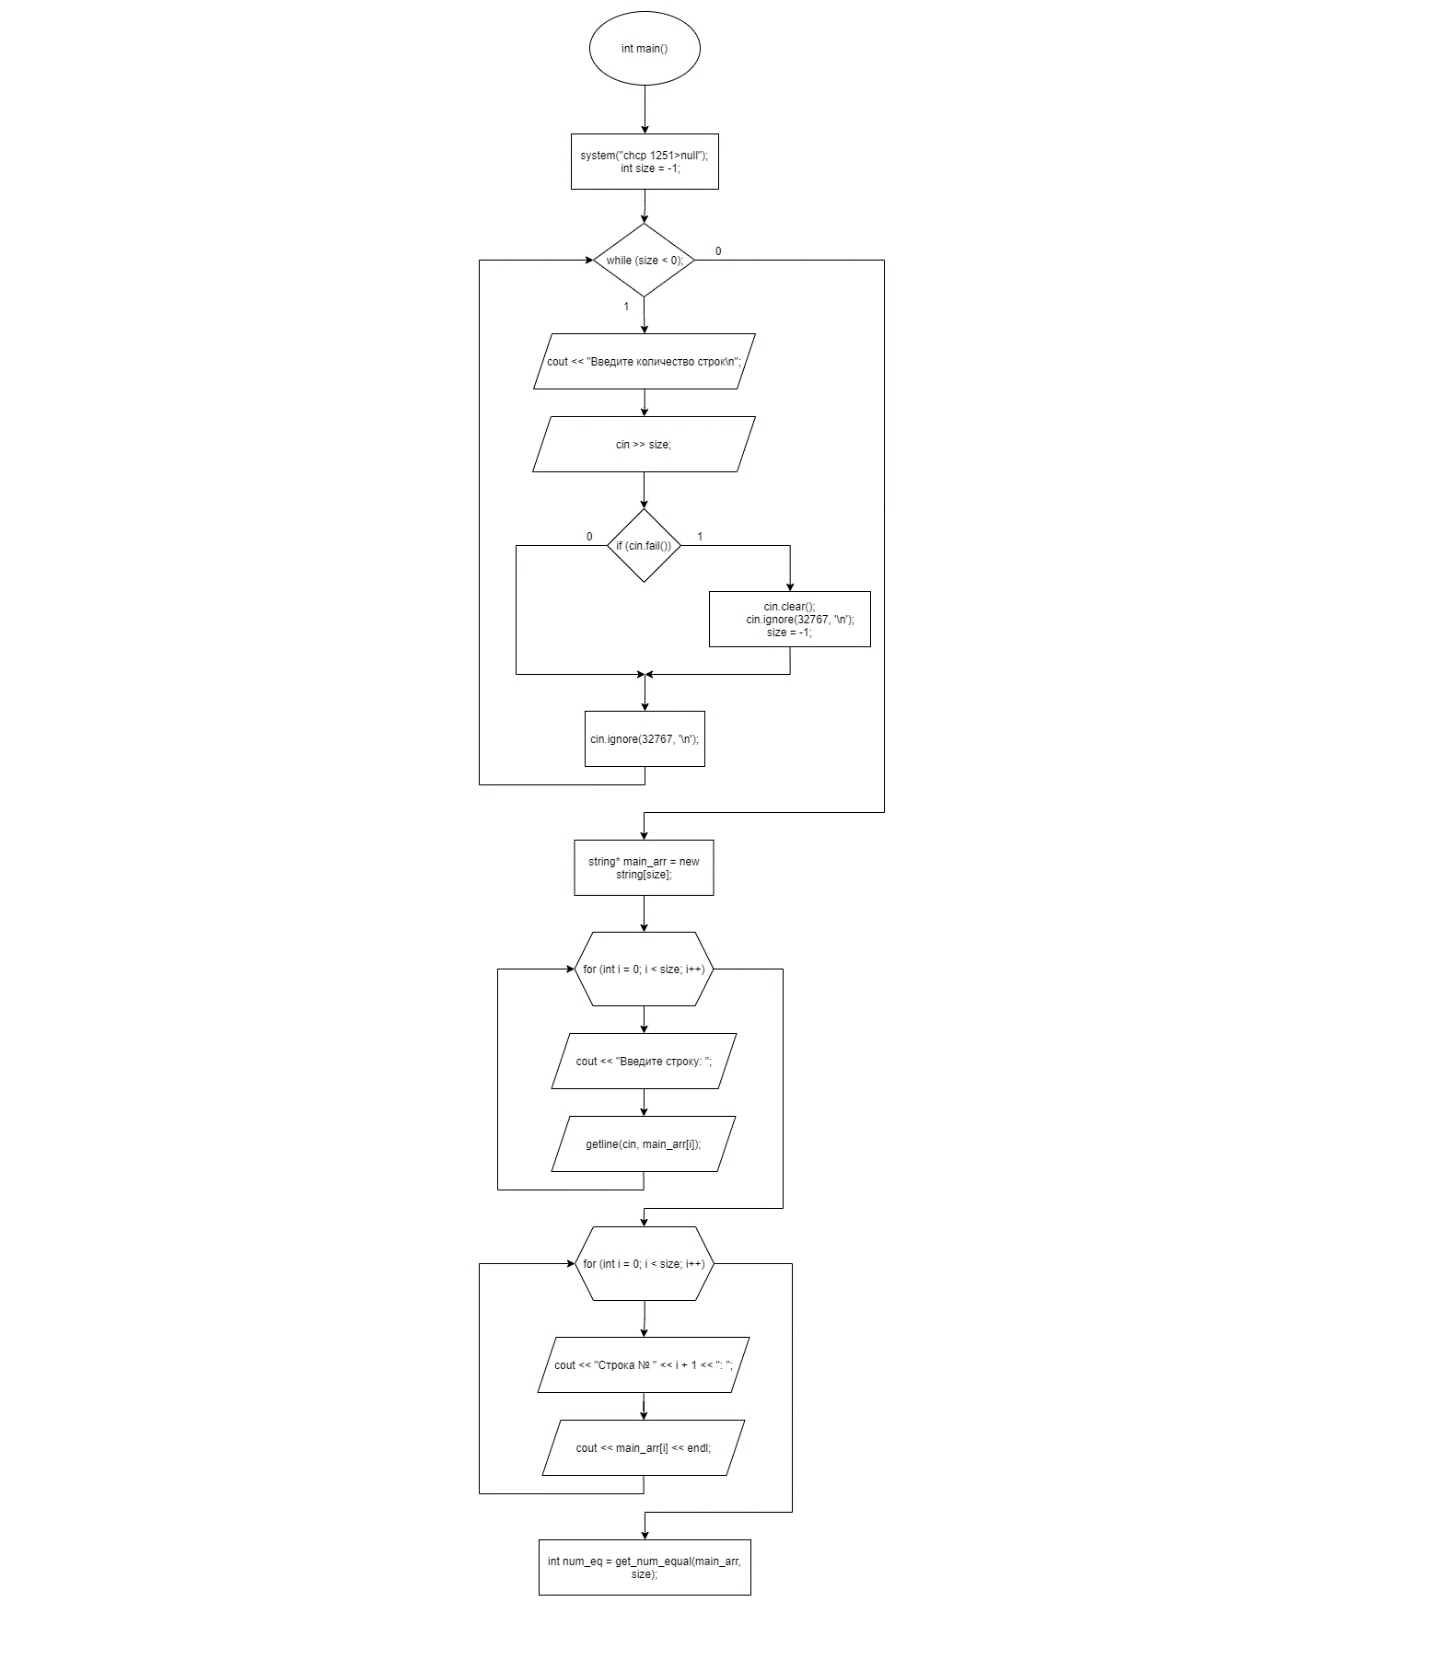 int main()
system("chcp 1251>null");
int size = -1;
while (size < 0);
0
1
cout << "Введите количество строк\n";
cin >> size;
if (cin.fail())
0
1
cin.clear();
cin.ignore(32767, '\n');
size = -1;
cin.ignore(32767, '\n');
string* main_arr = new
string[size];
for (int i = 0; i < size; i++)
cout << "Введите строку: ";
getline(cin, main_arr[i]);
for (int i = 0; i < size; i++)
cout << "Строка № " << i + 1 << ": ";
cout << main_arr[i] << endl;
int num_eq = get_num_equal(main_arr,
size);